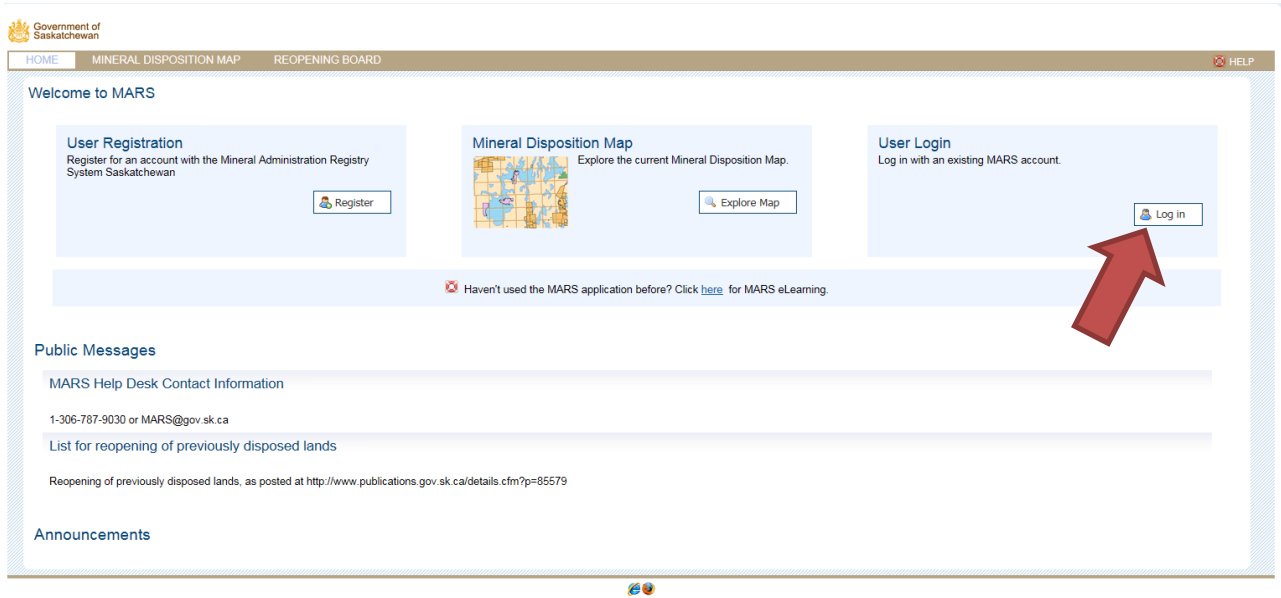 Government of
Saskatchewan
HOME MINERAL DISPOSITION MAP REOPENING BOARD HELP
Welcome to MARS
User Registration
Register for an account with the Mineral Administration Registry
System Saskatchewan
Register
Mineral Disposition Map
Explore the current Mineral Disposition Map.
Explore Map
User Login
Log in with an existing MARS account.
Log in
Haven't used the MARS application before? Click here for MARS eLearning.
Public Messages
MARS Help Desk Contact Information
1-306-787-9030 or MARS@gov.sk.ca
List for reopening of previously disposed lands
Reopening of previously disposed lands, as posted at http://www.publications.gov.sk.ca/details.cfm?p=85579
Announcements